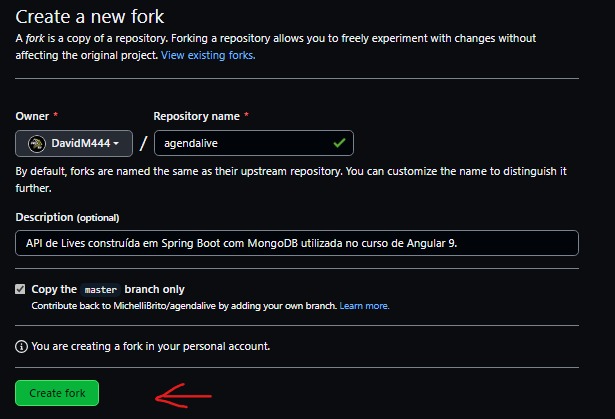 Create a new fork
A fork is a copy of a repository. Forking a repository allows you to freely experiment with changes without
affecting the original project. View existing forks.
Owner * Repository name *
DavidM444 / agendalive
By default, forks are named the same as their upstream repository. You can customize the name to distinguish it
further.
Description (optional)
API de Lives construída em Spring Boot com MongoDB utilizada no curso de Angular 9.
Copy the master branch only
Contribute back to MichelliBrito/agendalive by adding your own branch. Learn more.
You are creating a fork in your personal account.
Create fork